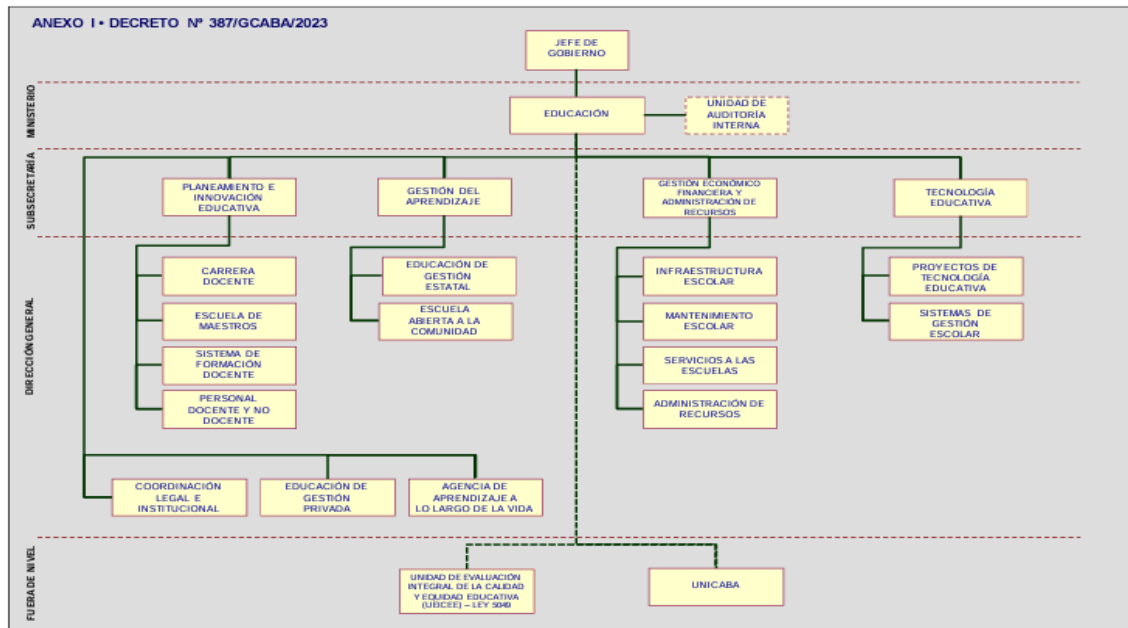 ANEXO I • DECRETO Nº 387/GCABA/2023
JEFE DE
GOBIERNO
MINISTERIO
EDUCACIÓN
UNIDAD DE
AUDITORÍA
INTERNA
SUBSECRETARÍA
PLANEAMIENTO E
INNOVACIÓN
EDUCATIVA
GESTIÓN DEL
APRENDIZAJE
GESTIÓN ECONÓMICO
FINANCIERA Y
ADMINISTRACIÓN DE
RECURSOS
TECNOLOGÍA
EDUCATIVA
DIRECCIÓN GENERAL
CARRERA
DOCENTE
ESCUELA DE
MAESTROS
SISTEMA DE
FORMACIÓN
DOCENTE
PERSONAL
DOCENTE Y NO
DOCENTE
EDUCACIÓN DE
GESTIÓN
ESTATAL
ESCUELA
ABIERTA A LA
COMUNIDAD
INFRAESTRUCTURA
ESCOLAR
MANTENIMIENTO
ESCOLAR
SERVICIOS A LAS
ESCUELAS
ADMINISTRACIÓN DE
RECURSOS
PROYECTOS DE
TECNOLOGÍA
EDUCATIVA
SISTEMAS DE
GESTIÓN
ESCOLAR
COORDINACIÓN
LEGAL E
INSTITUCIONAL
EDUCACIÓN DE
GESTIÓN
PRIVADA
AGENCIA DE
APRENDIZAJE A
LO LARGO DE LA VIDA
FUERA DE NIVEL
UNIDAD DE EVALUACIÓN
INTEGRAL DE LA CALIDAD
Y EQUIDAD EDUCATIVA
(UEICEE) – LEY 5049
UNICABA